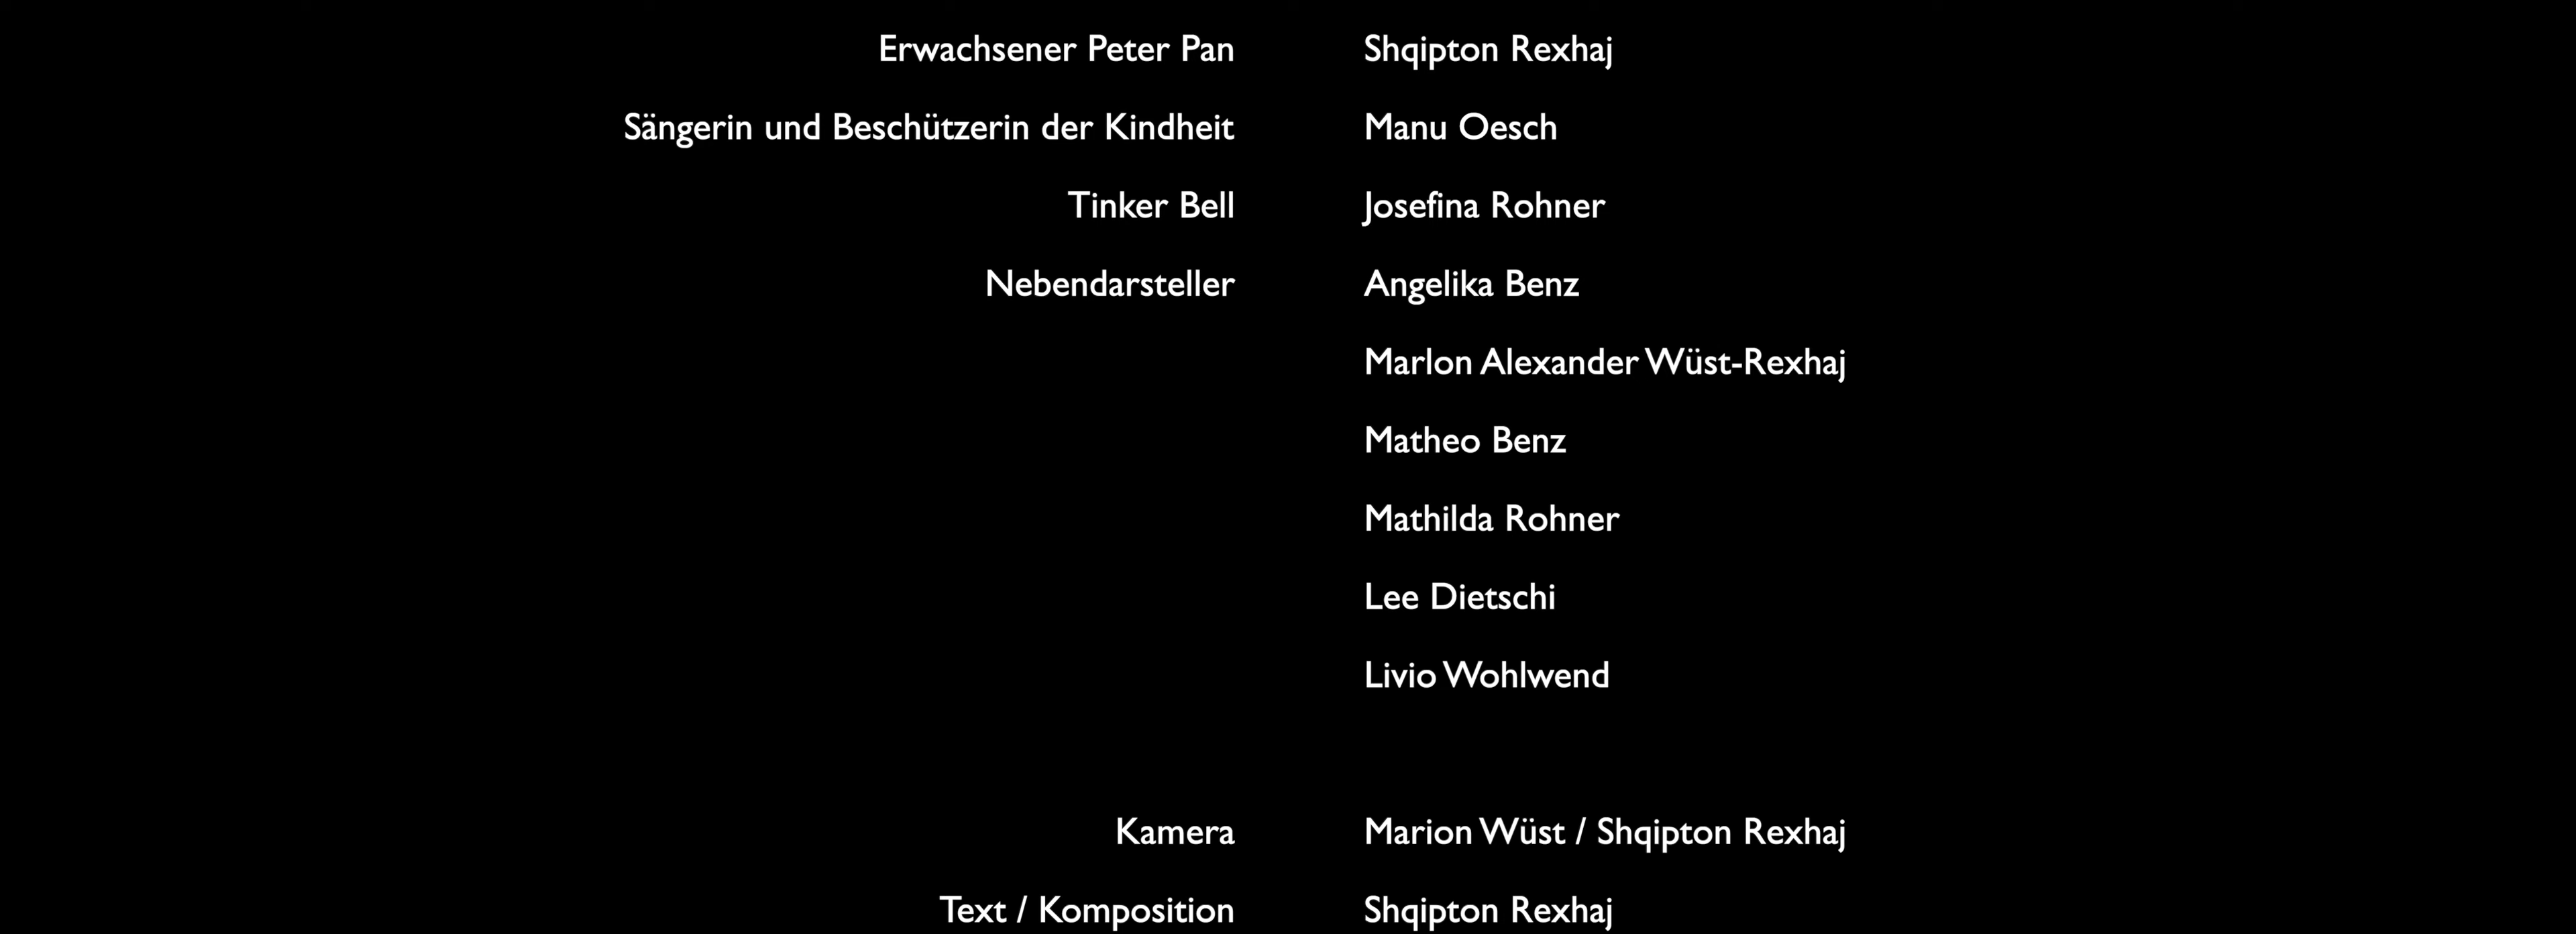 Erwachsener Peter Pan Shqipton Rexhaj
Sängerin und Beschützerin der Kindheit Manu Oesch
Tinker Bell Josefina Rohner
Nebendarsteller Angelika Benz
Marlon Alexander Wüst-Rexhaj
Matheo Benz
Mathilda Rohner
Lee Dietschi
Livio Wohlwend
Kamera Marion Wüst / Shqipton Rexhaj
Text / Komposition Shqipton Rexhaj